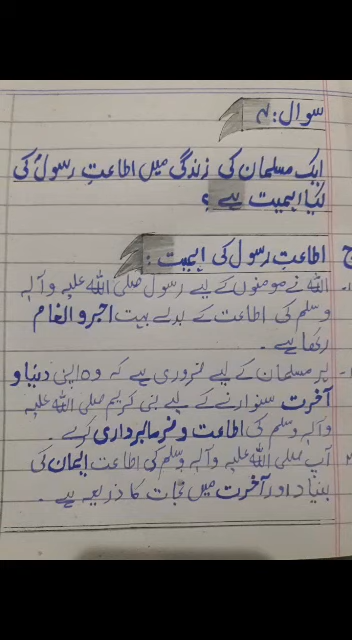 سوال: ۴
ایک مسلمان کی زندگی میں اطاعتِ رسولؐ کی
کیا اہمیت ہے ؟
ج اطاعتِ رسول کی اہمیت :
۱- اللہ نے مومنوں کے لیے رسول صلی اللہ علیہ وآلہ
وسلم کی اطاعت کے بدلے بہت اجر و انعام
رکھا ہے ۔
۲- ہر مسلمان کے لیے ضروری ہے کہ وہ اپنی دنیا و
آخرت سنوارنے کے لیے نبی کریم صلی اللہ علیہ
وآلہ وسلم کی اطاعت و فرمانبرداری کرے ۔
۳ آپ صلی اللہ علیہ وآلہ وسلم کی اطاعت ایمان کی
بنیاد اور آخرت میں نجات کا ذریعہ ہے ۔